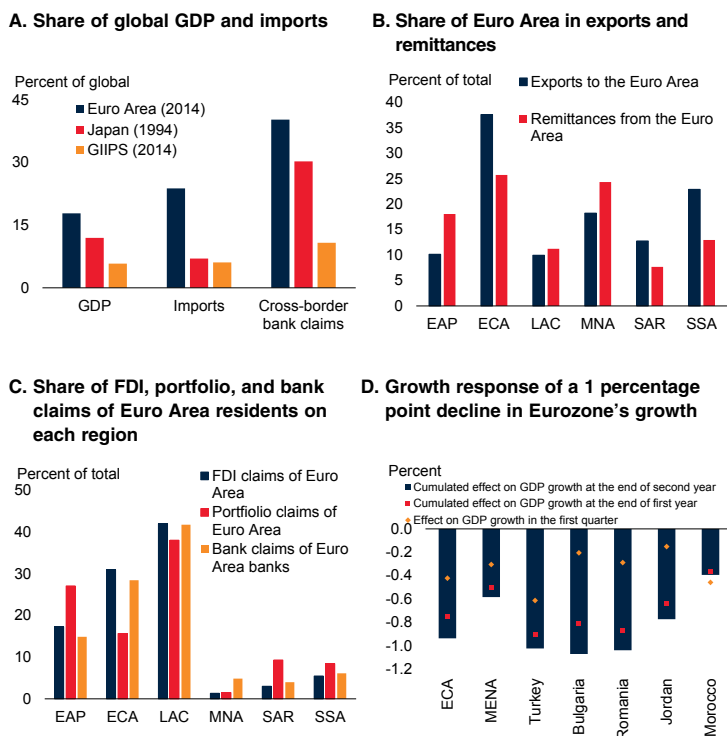 A. Share of global GDP and imports
Percent of global
45
30
15
0
Euro Area (2014)
Japan (1994)
GIIPS (2014)
GDP
Imports
Cross-border
bank claims
B. Share of Euro Area in exports and
remittances
Percent of total
40
35
30
25
20
15
10
5
0
Exports to the Euro Area
Remittances from the Euro
Area
EAP
ECA
LAC
MNA
SAR
SSA
C. Share of FDI, portfolio, and bank
claims of Euro Area residents on
each region
Percent of total
50
40
30
20
10
0
FDI claims of Euro
Area
Portfolio claims of
Euro Area
Bank claims of Euro
Area banks
EAP
ECA
LAC
MNA
SAR
SSA
D. Growth response of a 1 percentage
point decline in Eurozone's growth
Percent
Cumulated effect on GDP growth at the end of second year
Cumulated effect on GDP growth at the end of first year
Effect on GDP growth in the first quarter
0.0
-0.2
-0.4
-0.6
-0.8
-1.0
-1.2
ECA
MENA
Turkey
Bulgaria
Romania
Jordan
Morocco